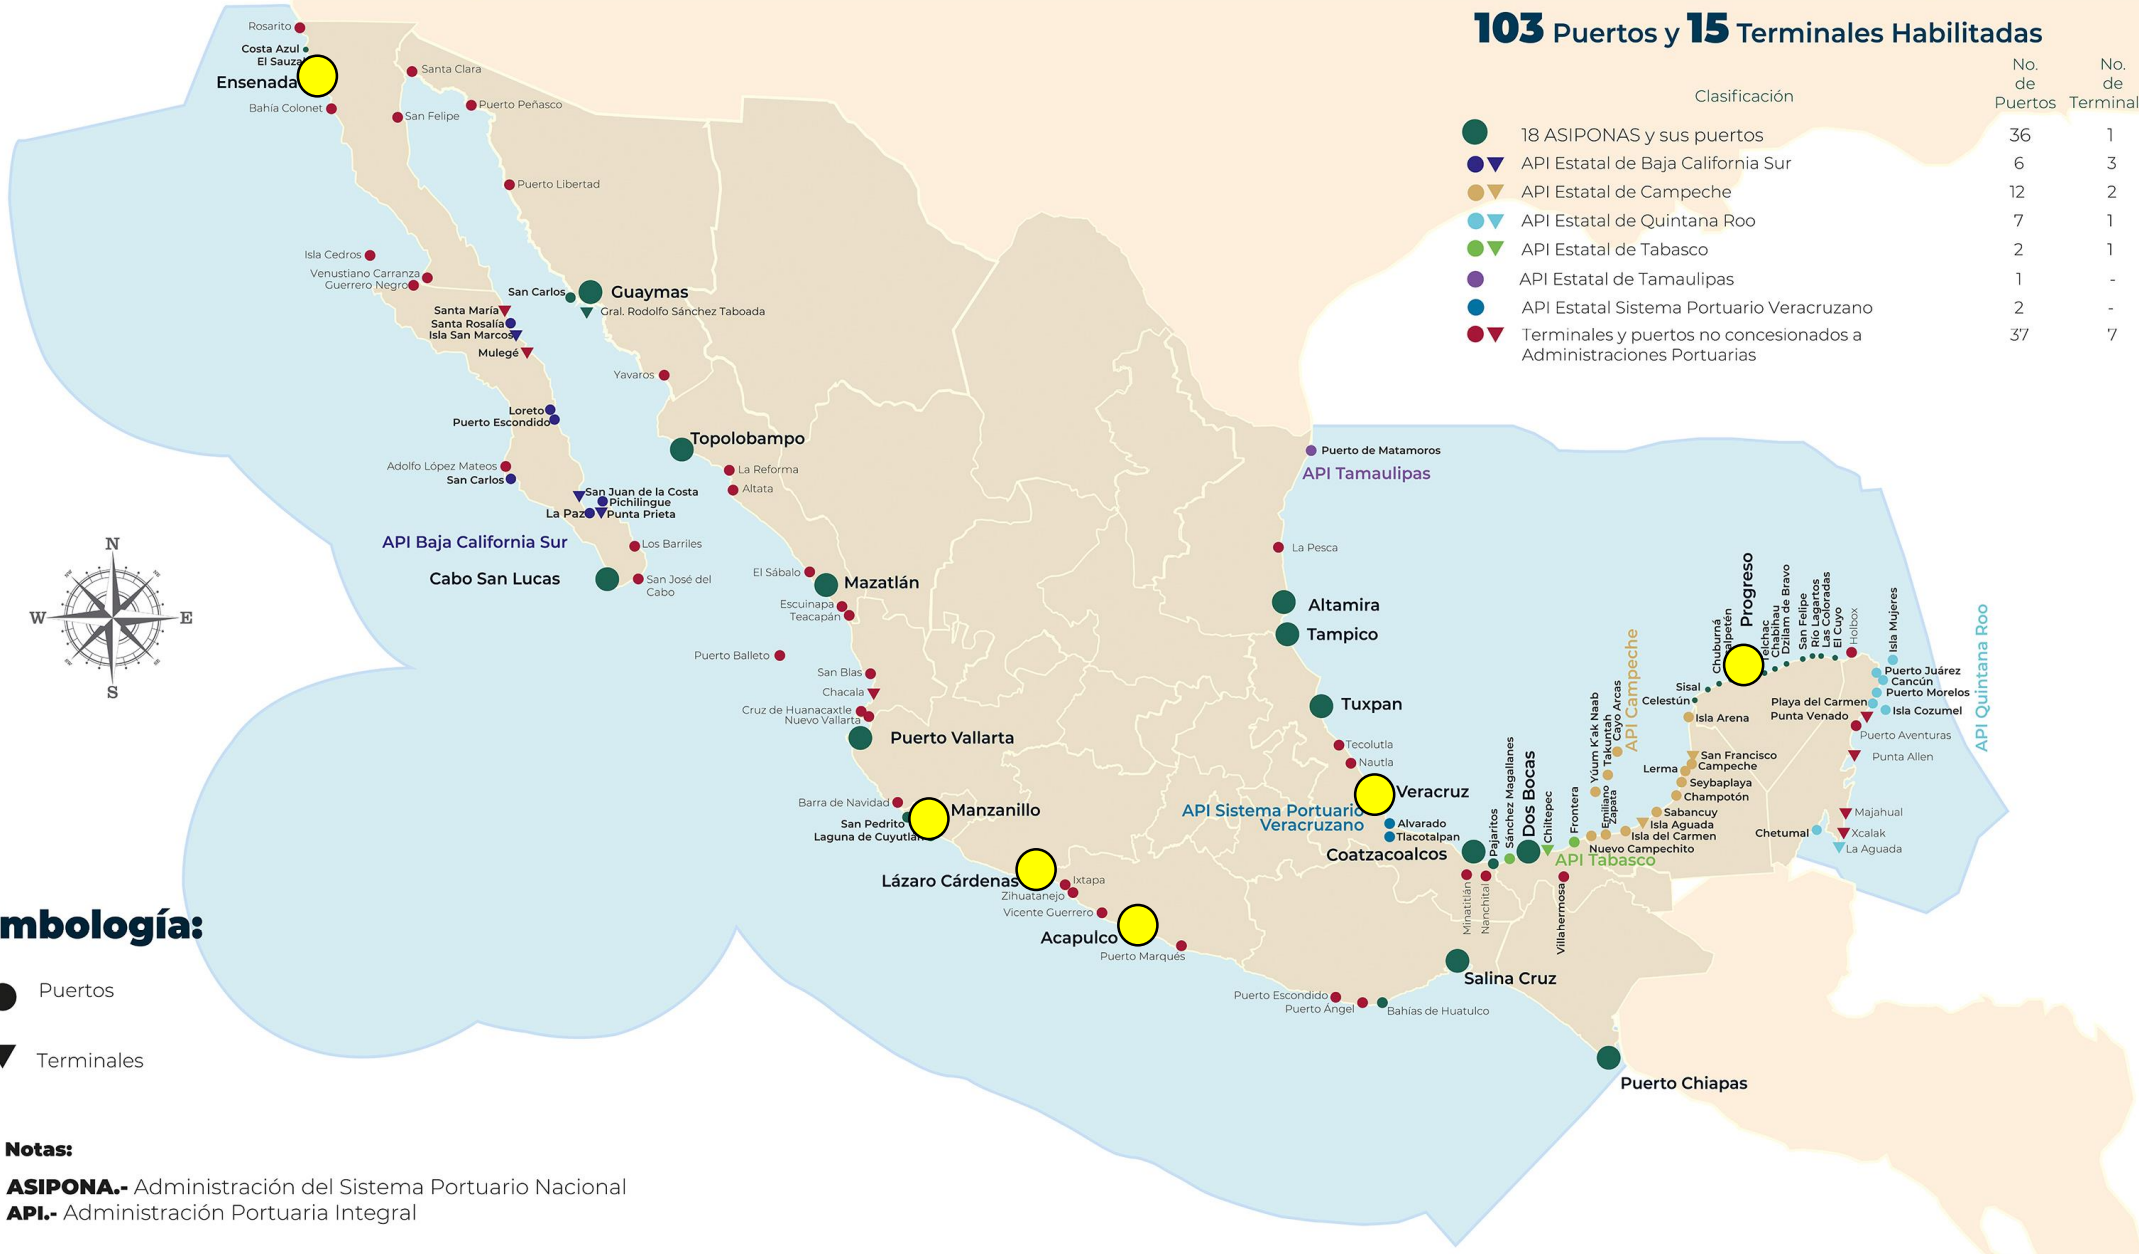 103 Puertos y 15 Terminales Habilitadas
Clasificación
No.
de
Puertos
No.
de
Terminal
18 ASIPONAS y sus puertos 36 1
API Estatal de Baja California Sur 6 3
API Estatal de Campeche 12 2
API Estatal de Quintana Roo 7 1
API Estatal de Tabasco 2 1
API Estatal de Tamaulipas 1 -
API Estatal Sistema Portuario Veracruzano 2 -
Terminales y puertos no concesionados a 37 7
Administraciones Portuarias
Rosarito
Costa Azul
El Sauzal
Ensenada
Bahía Colonet
Santa Clara
San Felipe
Puerto Peñasco
Puerto Libertad
Isla Cedros
Venustiano Carranza
Guerrero Negro
San Carlos
Guaymas
Gral. Rodolfo Sánchez Taboada
Santa María
Santa Rosalía
Isla San Marcos
Mulegé
Yavaros
Loreto
Puerto Escondido
Topolobampo
La Reforma
Altata
Adolfo López Mateos
San Carlos
San Juan de la Costa
Pichilingue
La Paz
Punta Prieta
API Baja California Sur
Los Barriles
Cabo San Lucas
San José del
Cabo
El Sábalo
Mazatlán
Escuinapa
Teacapán
Puerto Balleto
San Blas
Chacala
Cruz de Huanacaxtle
Nuevo Vallarta
Puerto Vallarta
Barra de Navidad
Manzanillo
San Pedrito
Laguna de Cuyutlán
Lázaro Cárdenas
Ixtapa
Zihuatanejo
Vicente Guerrero
Acapulco
Puerto Marqués
Puerto Escondido
Puerto Ángel
Bahías de Huatulco
Salina Cruz
Puerto Chiapas
Puerto de Matamoros
API Tamaulipas
La Pesca
Altamira
Tampico
Tuxpan
Tecolutla
Nautla
Veracruz
API Sistema Portuario
Veracruzano
Alvarado
Tlacotalpan
Coatzacoalcos
Pajaritos
Minatitlán
Nanchital
Sánchez Magallanes
Dos Bocas
Chiltepec
Frontera
API Tabasco
Villahermosa
Yúum K'ak Naab
Takuntah
Cayo Arcas
API Campeche
Emiliano
Zapata
Nuevo Campechito
Isla del Carmen
Isla Aguada
Sabancuy
Champotón
Seybaplaya
Lerma
Campeche
San Francisco
Isla Arena
Celestún
Sisal
Chuburná
alpetén
Progreso
Telchac
Chabihau
Dzilam de Bravo
San Felipe
Río Lagartos
Las Coloradas
El Cuyo
Holbox
Isla Mujeres
Puerto Juárez
Cancún
Puerto Morelos
Playa del Carmen
Isla Cozumel
Punta Venado
Puerto Aventuras
Punta Allen
Majahual
Chetumal
Xcalak
La Aguada
API Quintana Roo
N
W
E
S
mbología:
Puertos
Terminales
Notas:
ASIPONA.- Administración del Sistema Portuario Nacional
API.- Administración Portuaria Integral